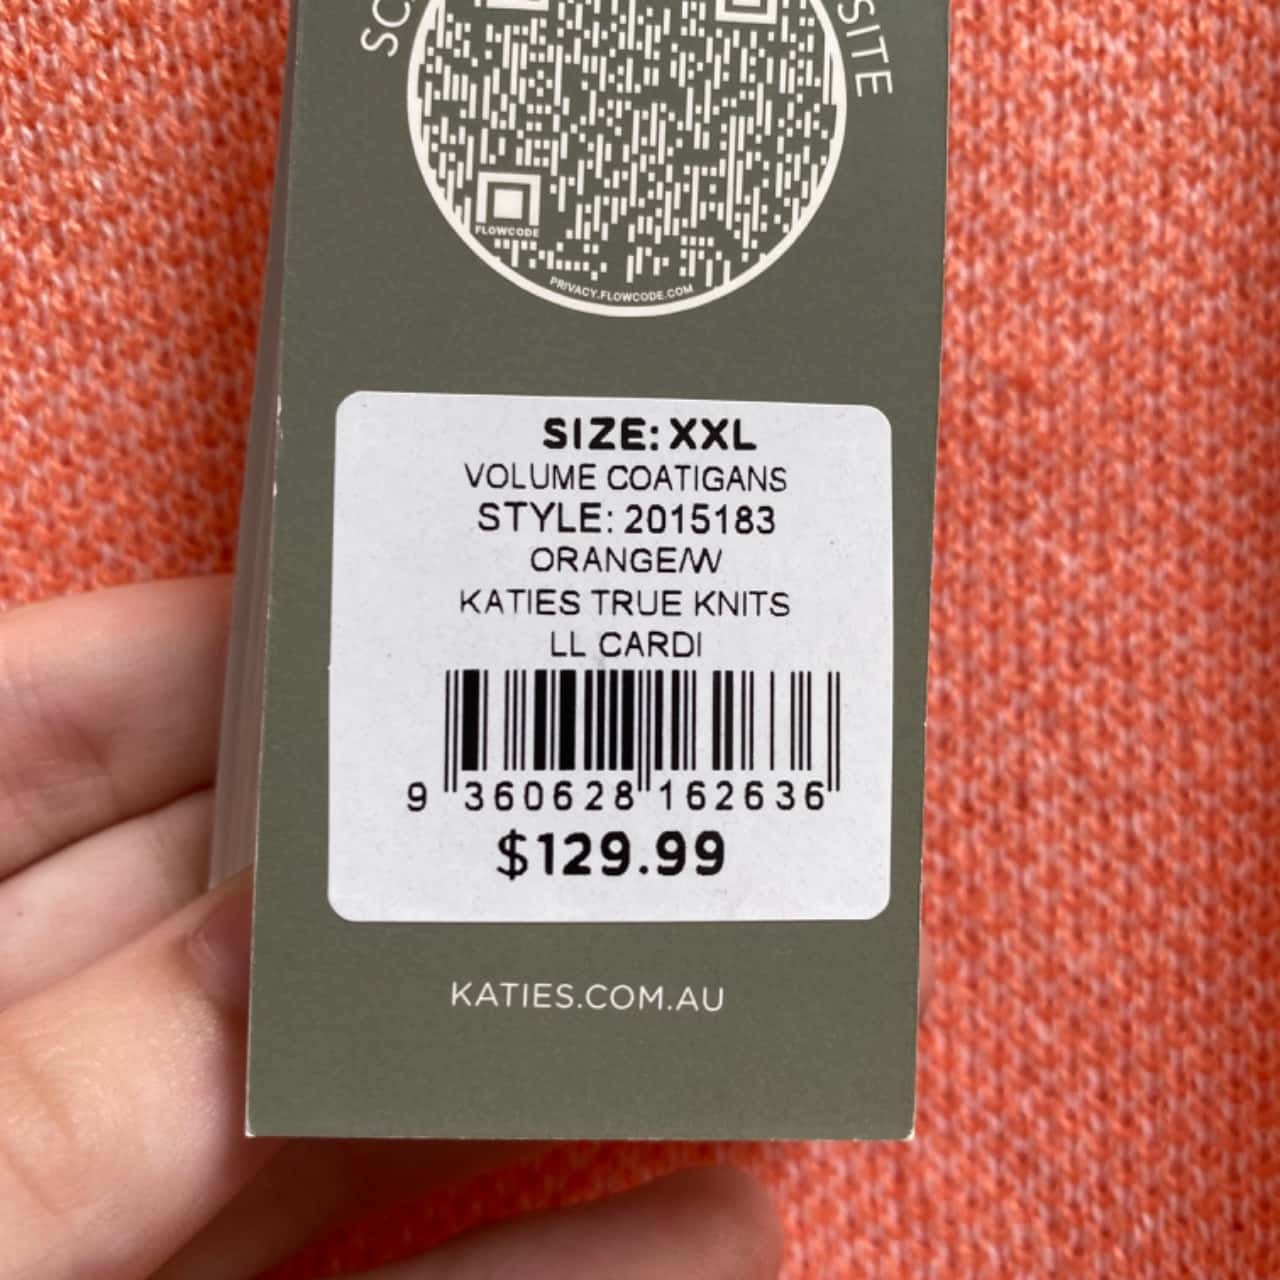 FLOWCODE
PRIVACY.FLOWCODE.COM
SIZE: XXL
VOLUME COATIGANS
STYLE: 2015183
ORANGE/W
KATIES TRUE KNITS
LL CARDI
9 360628 162636
$129.99
KATIES.COM.AU